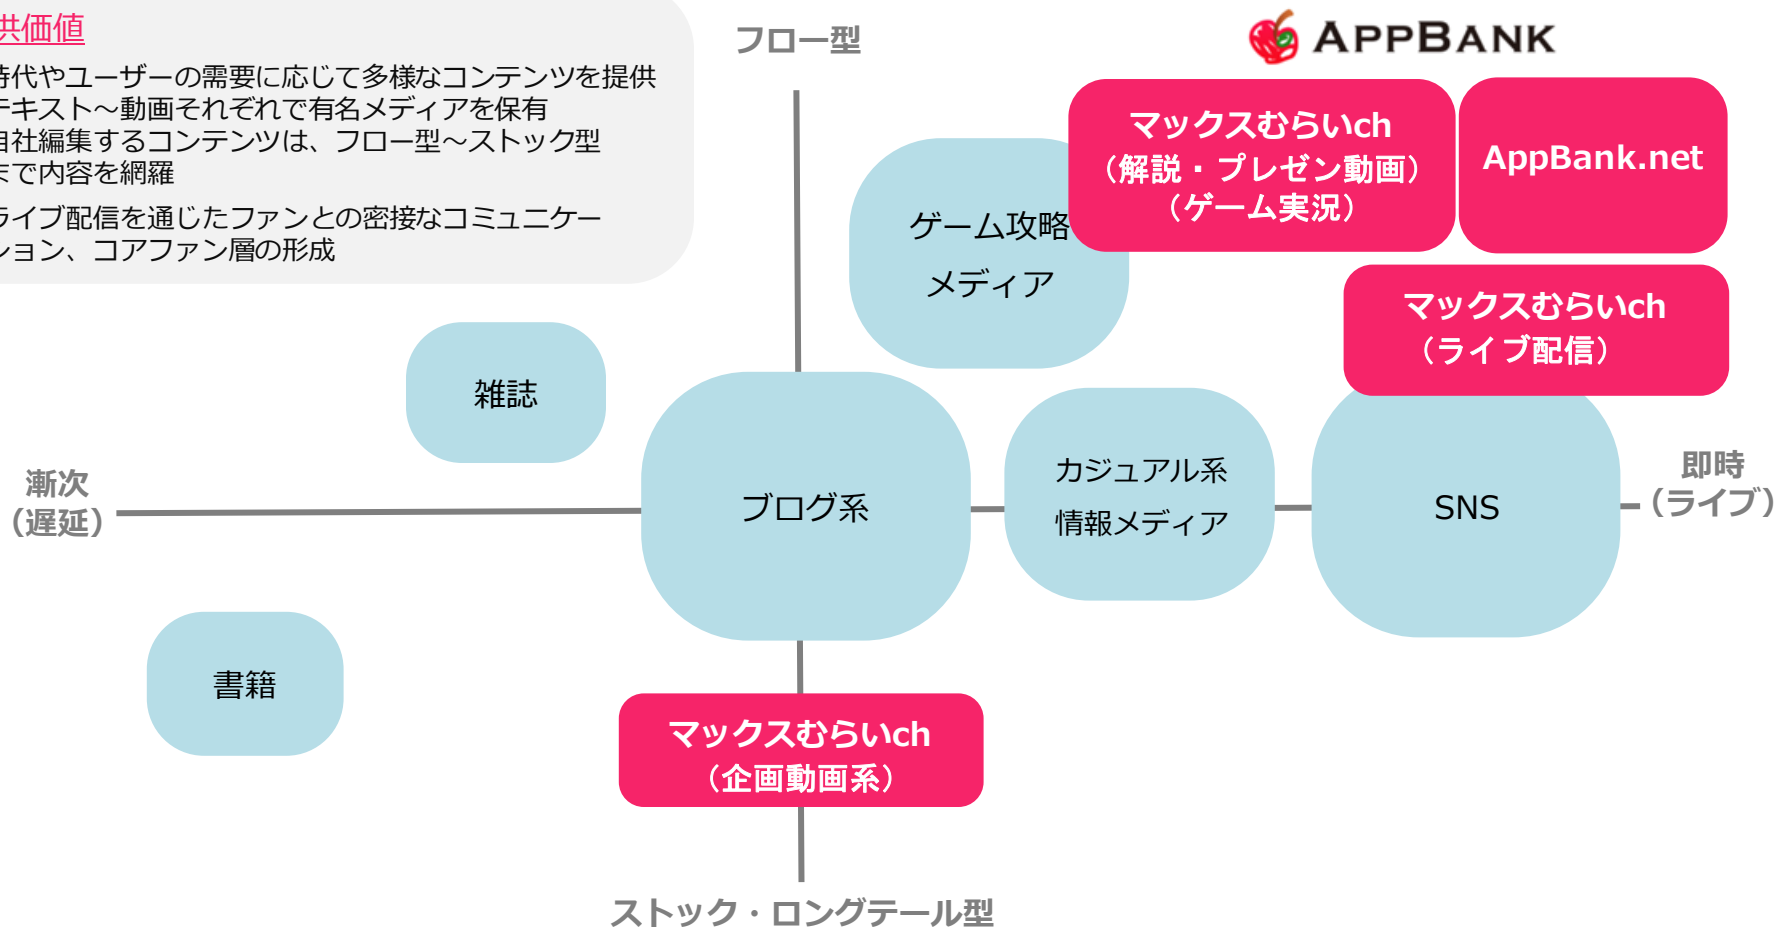 供価値
時代やユーザーの需要に応じて多様なコンテンツを提供
テキスト～動画それぞれで有名メディアを保有
自社編集するコンテンツは、フロー型～ストック型
まで内容を網羅
ライブ配信を通じたファンとの密接なコミュニケー
ション、コアファン層の形成
フロー型
APPBANK
マックスむらいch
（解説・プレゼン動画）
（ゲーム実況）
AppBank.net
ゲーム攻略
メディア
マックスむらいch
（ライブ配信）
雑誌
漸次
（遅延）
ブログ系
カジュアル系
情報メディア
SNS
即時
（ライブ）
書籍
マックスむらいch
（企画動画系）
ストック・ロングテール型